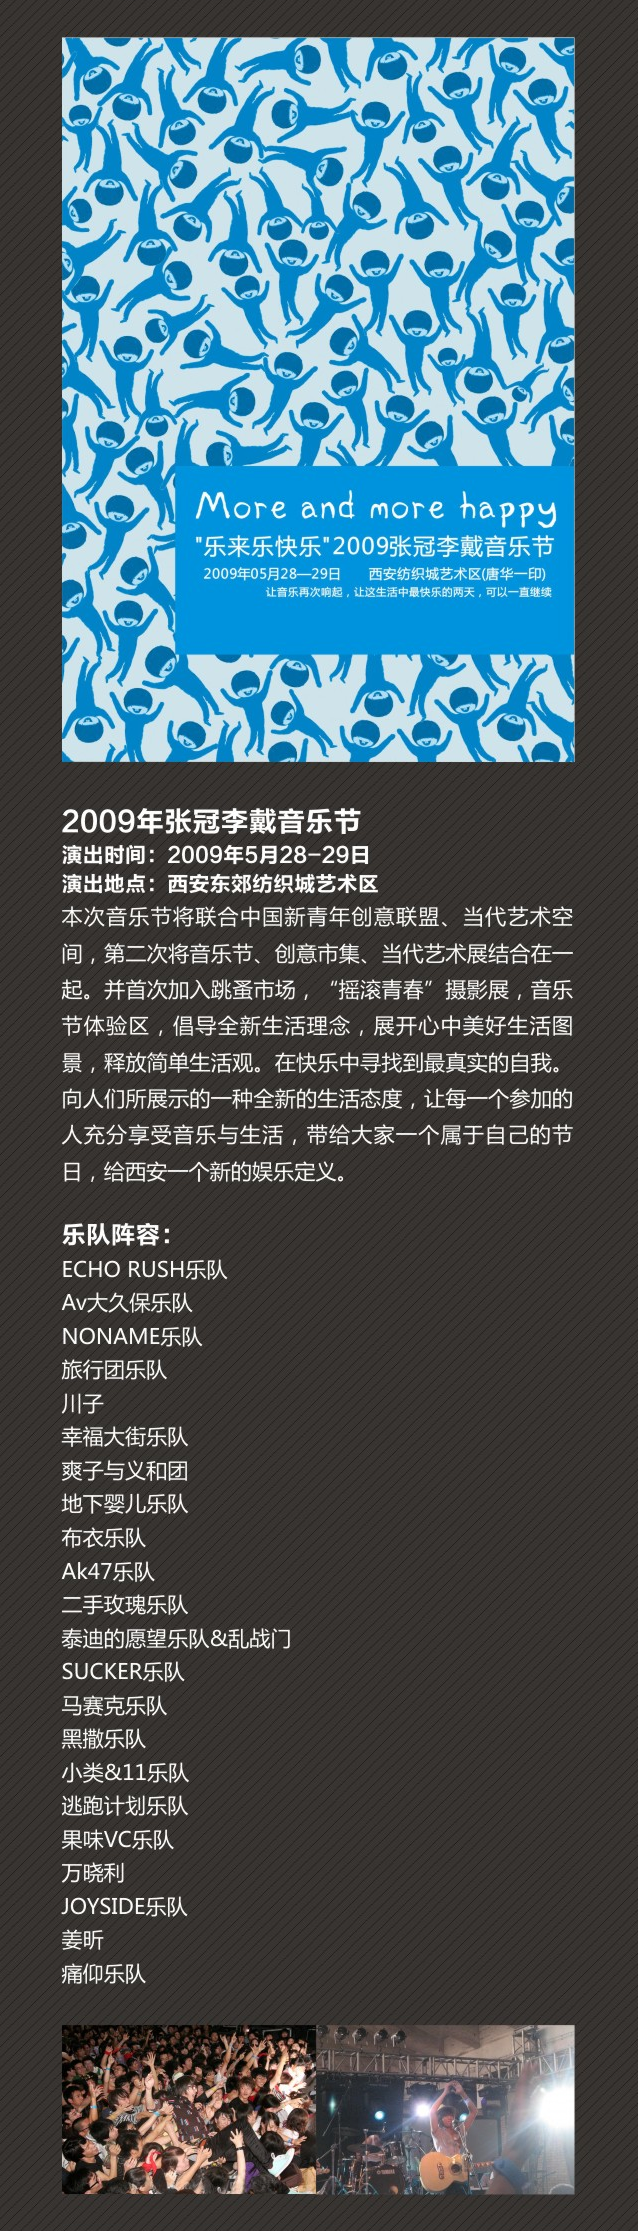 More and more happy
"乐来乐快乐"2009张冠李戴音乐节
2009年05月28—29日 西安纺织城艺术区(唐华一印)
让音乐再次响起，让这生活中最快乐的两天，可以一直继续
2009年张冠李戴音乐节
演出时间：2009年5月28-29日
演出地点：西安东郊纺织城艺术区
本次音乐节将联合中国新青年创意联盟、当代艺术空
间，第二次将音乐节、创意市集、当代艺术展结合在一
起。并首次加入跳蚤市场，“摇滚青春”摄影展，音乐
节体验区，倡导全新生活理念，展开心中美好生活图
景，释放简单生活观。在快乐中寻找到最真实的自我。
向人们所展示的一种全新的生活态度，让每一个参加的
人充分享受音乐与生活，带给大家一个属于自己的节
日，给西安一个新的娱乐定义。
乐队阵容：
ECHO RUSH乐队
Av大久保乐队
NONAME乐队
旅行团乐队
川子
幸福大街乐队
爽子与义和团
地下婴儿乐队
布衣乐队
Ak47乐队
二手玫瑰乐队
泰迪的愿望乐队&乱战门
SUCKER乐队
马赛克乐队
黑撒乐队
小类&11乐队
逃跑计划乐队
果味VC乐队
万晓利
JOYSIDE乐队
姜昕
痛仰乐队